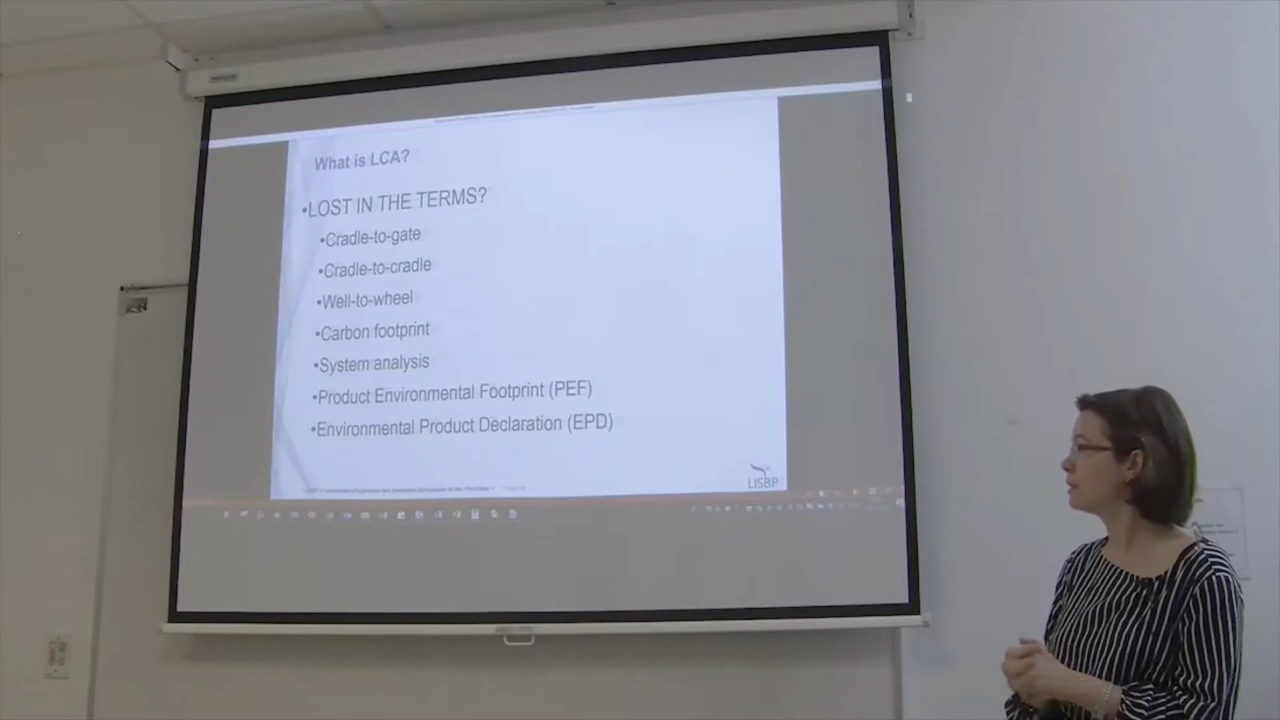 What is LCA?
•LOST IN THE TERMS?
•Cradle-to-gate
•Cradle-to-cradle
•Well-to-wheel
•Carbon footprint
•System analysis
•Product Environmental Footprint (PEF)
•Environmental Product Declaration (EPD)
LISBP